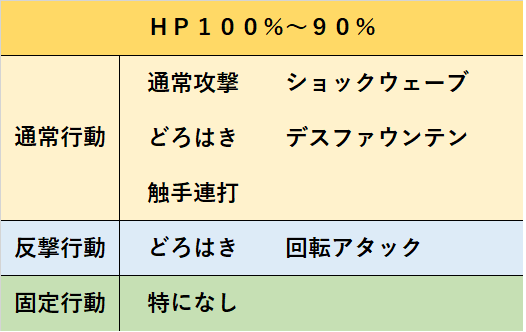 ＨＰ１００％～９０％
通常攻撃 ショックウェーブ
通常行動 どろはき デスファウンテン
触手連打
反撃行動 どろはき 回転アタック
固定行動 特になし